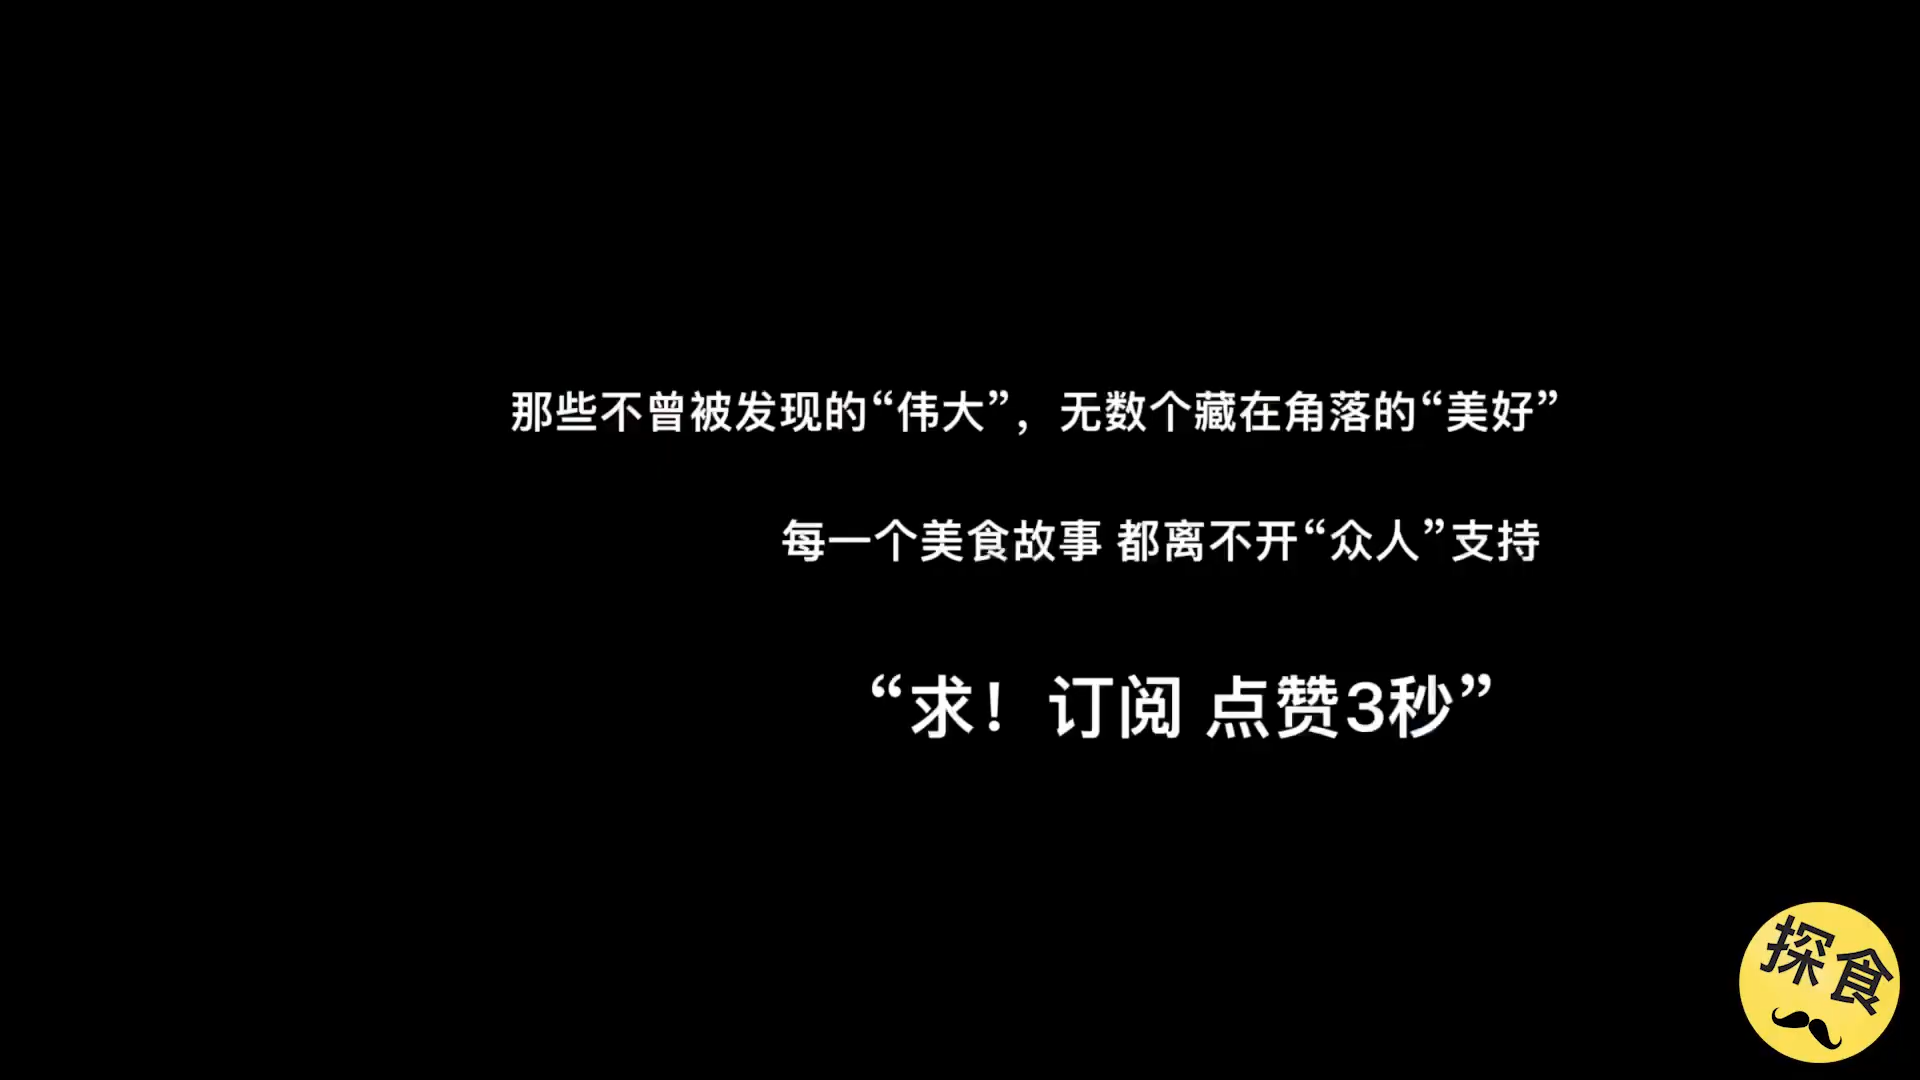 那些不曾被发现的“伟大”，无数个藏在角落的“美好”
每一个美食故事 都离不开“众人”支持
“求！订阅 点赞3秒”
探食